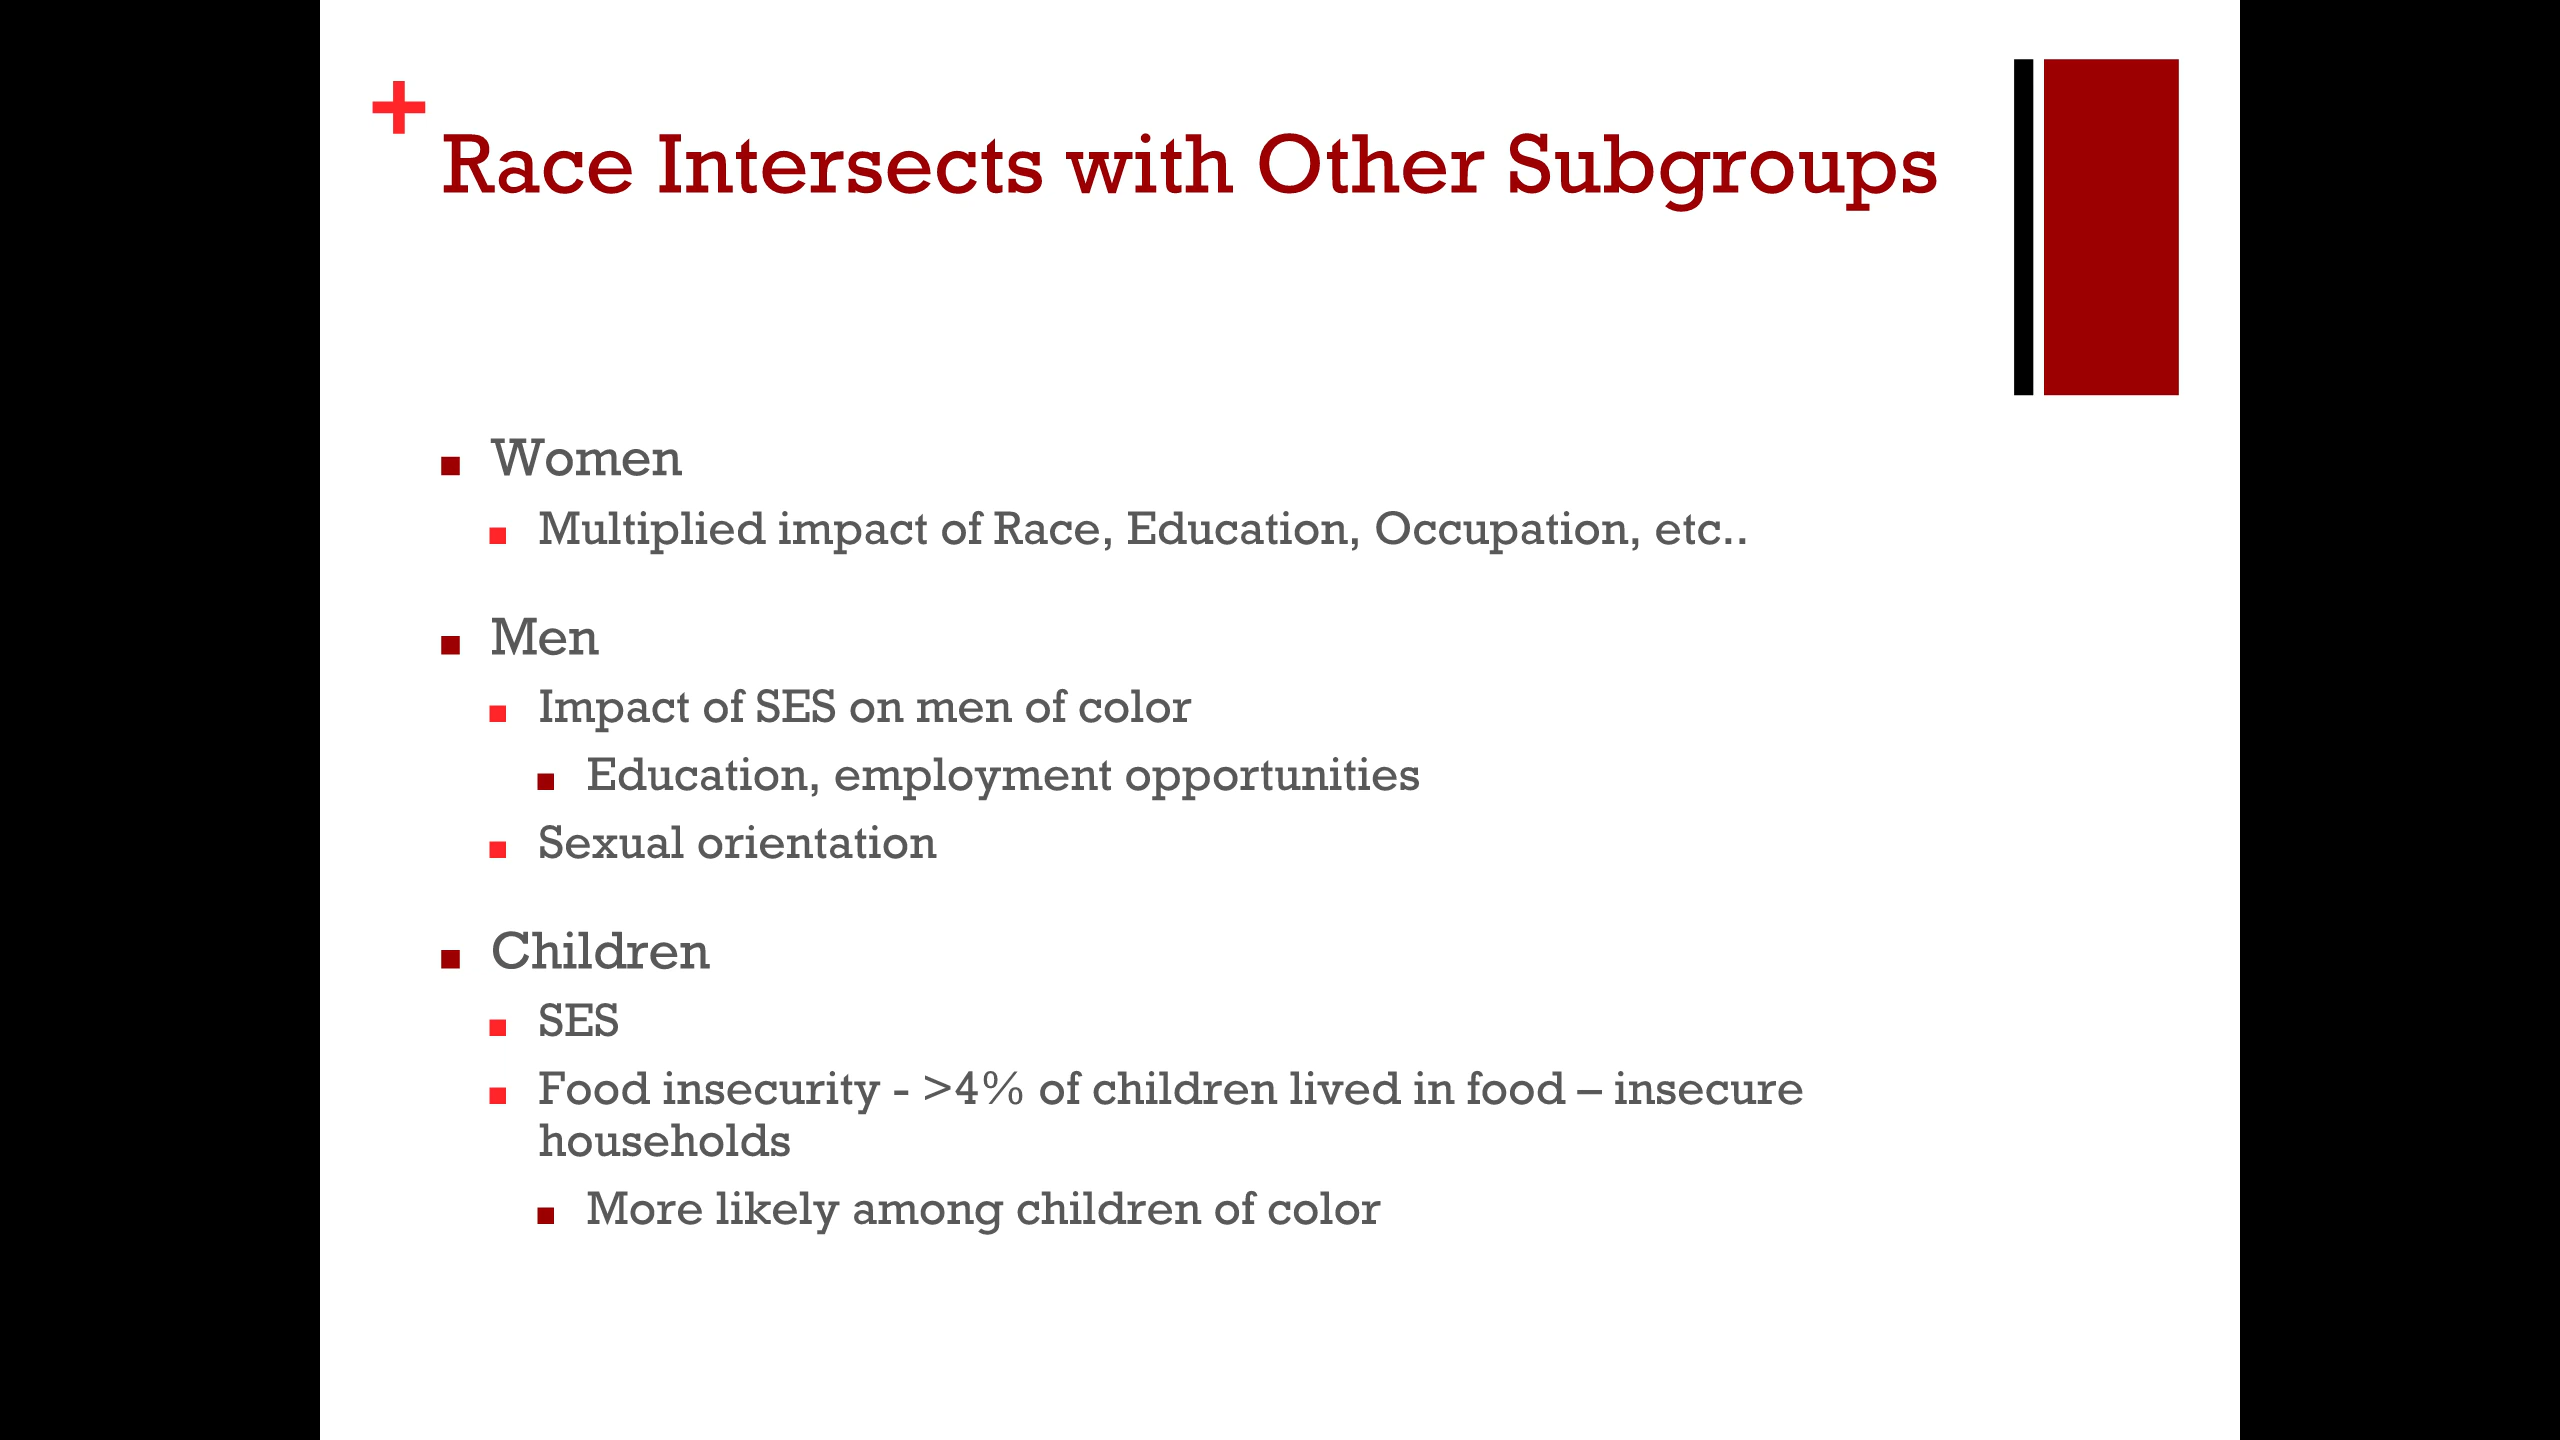 +
Race Intersects with Other Subgroups
Women
Multiplied impact of Race, Education, Occupation, etc..
Men
Impact of SES on men of color
Education, employment opportunities
Sexual orientation
Children
SES
Food insecurity - >4% of children lived in food – insecure
households
More likely among children of color